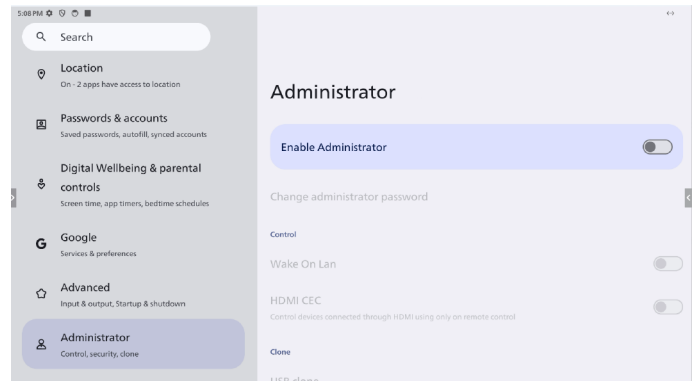 5:08 PM
Search
Location
On - 2 apps have access to location
Passwords & accounts
Saved passwords, autofill, synced accounts
Digital Wellbeing & parental
controls
Screen time, app timers, bedtime schedules
Google
Services & preferences
Advanced
Input & output, Startup & shutdown
Administrator
Control, security, clone
Administrator
Enable Administrator
Change administrator password
Control
Wake On Lan
HDMI CEC
Control devices connected through HDMI using only on remote control
Clone
USB clone